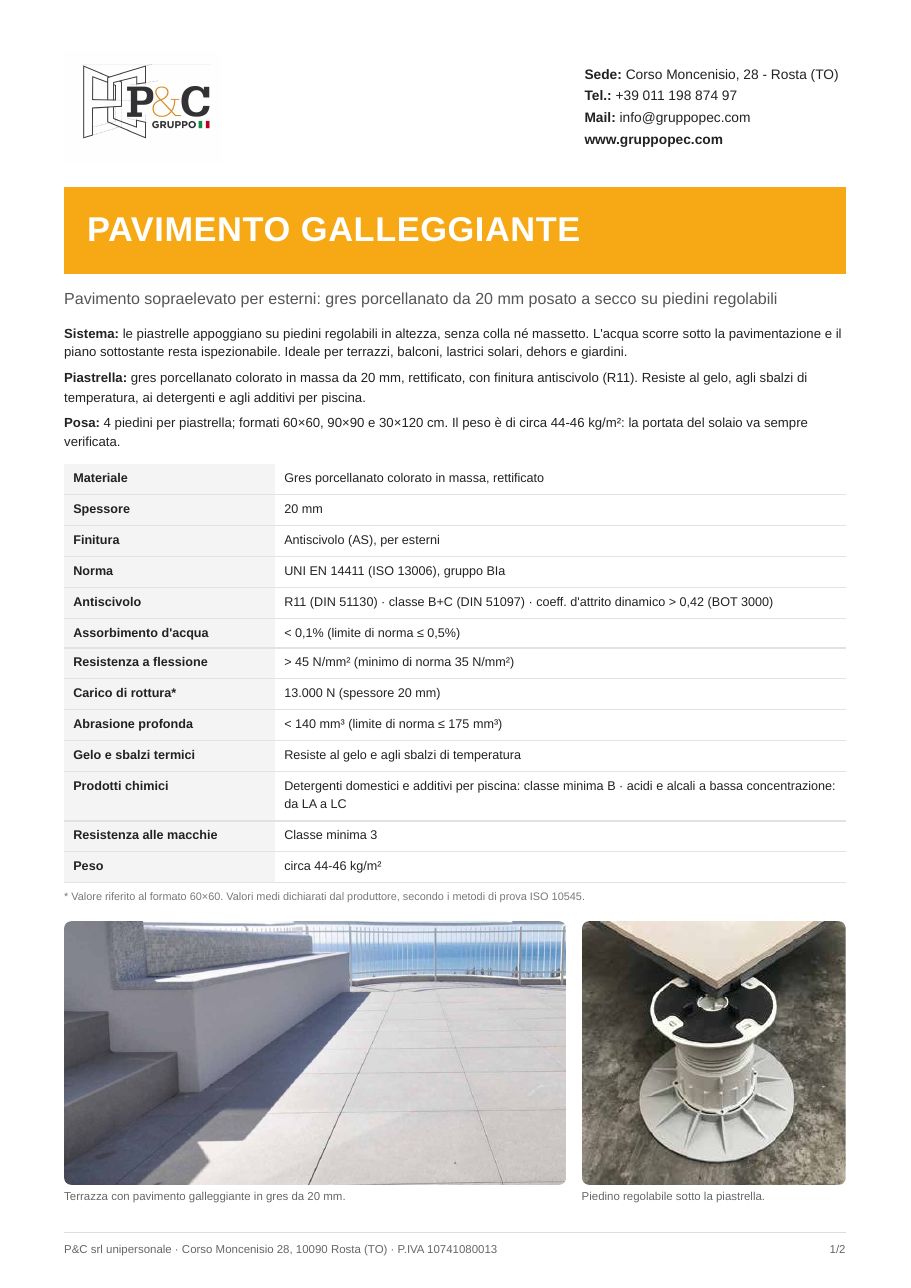 P&C
GRUPPO
Sede: Corso Moncenisio, 28 - Rosta (TO)
Tel.: +39 011 198 874 97
Mail: info@gruppopec.com
www.gruppopec.com
PAVIMENTO GALLEGGIANTE
Pavimento sopraelevato per esterni: gres porcellanato da 20 mm posato a secco su piedini regolabili
Sistema: le piastrelle appoggiano su piedini regolabili in altezza, senza colla né massetto. L'acqua scorre sotto la pavimentazione e il
piano sottostante resta ispezionabile. Ideale per terrazzi, balconi, lastrici solari, dehors e giardini.
Piastrella: gres porcellanato colorato in massa da 20 mm, rettificato, con finitura antiscivolo (R11). Resiste al gelo, agli sbalzi di
temperatura, ai detergenti e agli additivi per piscina.
Posa: 4 piedini per piastrella; formati 60×60, 90×90 e 30×120 cm. Il peso è di circa 44-46 kg/m²: la portata del solaio va sempre
verificata.
Materiale Gres porcellanato colorato in massa, rettificato
Spessore 20 mm
Finitura Antiscivolo (AS), per esterni
Norma UNI EN 14411 (ISO 13006), gruppo BIa
Antiscivolo R11 (DIN 51130) · classe B+C (DIN 51097) · coeff. d'attrito dinamico > 0,42 (BOT 3000)
Assorbimento d'acqua < 0,1% (limite di norma ≤ 0,5%)
Resistenza a flessione > 45 N/mm² (minimo di norma 35 N/mm²)
Carico di rottura* 13.000 N (spessore 20 mm)
Abrasione profonda < 140 mm³ (limite di norma ≤ 175 mm³)
Gelo e sbalzi termici Resiste al gelo e agli sbalzi di temperatura
Prodotti chimici Detergenti domestici e additivi per piscina: classe minima B · acidi e alcali a bassa concentrazione:
da LA a LC
Resistenza alle macchie Classe minima 3
Peso circa 44-46 kg/m²
* Valore riferito al formato 60×60. Valori medi dichiarati dal produttore, secondo i metodi di prova ISO 10545.
Terrazza con pavimento galleggiante in gres da 20 mm.
Piedino regolabile sotto la piastrella.
P&C srl unipersonale · Corso Moncenisio 28, 10090 Rosta (TO) · P.IVA 10741080013
1/2